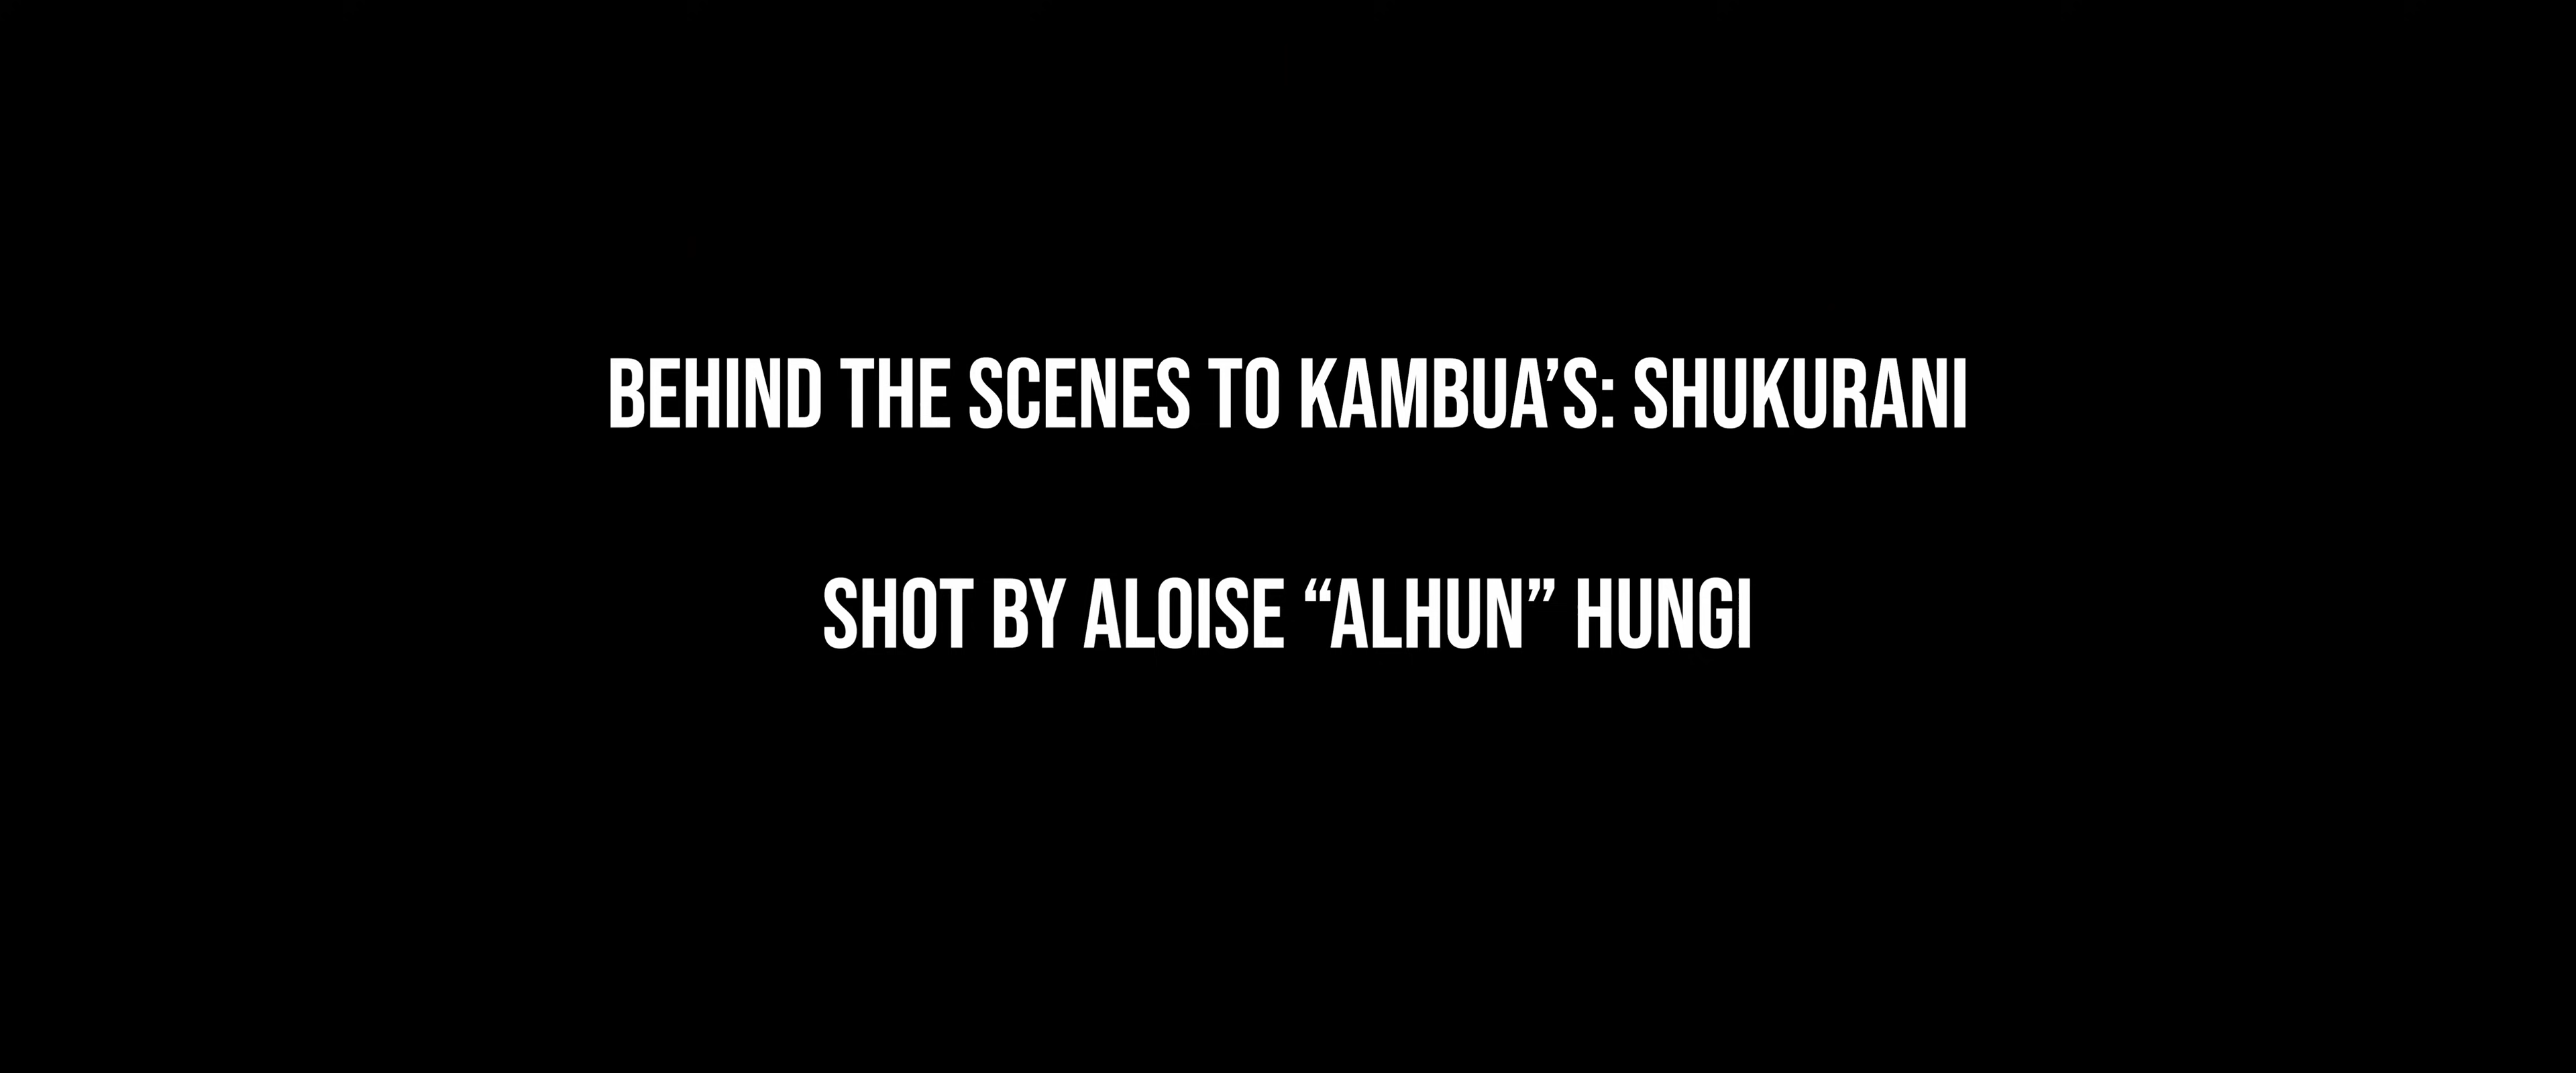 BEHIND THE SCENES TO KAMBUA’S: SHUKURANI
SHOT BY ALOISE “ALHUN” HUNGI